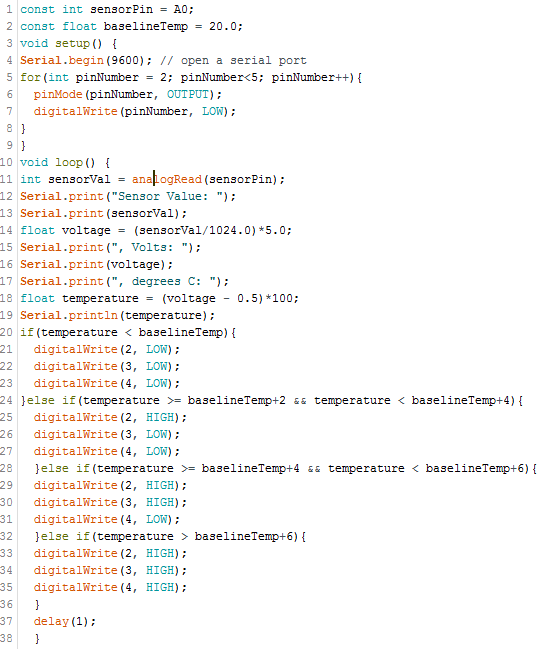 1 const int sensorPin = A0;
2 const float baselineTemp = 20.0;
3 void setup() {
4 Serial.begin(9600); // open a serial port
5 for(int pinNumber = 2; pinNumber<5; pinNumber++){
6   pinMode(pinNumber, OUTPUT);
7   digitalWrite(pinNumber, LOW);
8 }
9 }
10 void loop() {
11 int sensorVal = analogRead(sensorPin);
12 Serial.print("Sensor Value: ");
13 Serial.print(sensorVal);
14 float voltage = (sensorVal/1024.0)*5.0;
15 Serial.print(", Volts: ");
16 Serial.print(voltage);
17 Serial.print(", degrees C: ");
18 float temperature = (voltage - 0.5)*100;
19 Serial.println(temperature);
20 if(temperature < baselineTemp){
21   digitalWrite(2, LOW);
22   digitalWrite(3, LOW);
23   digitalWrite(4, LOW);
24 }else if(temperature >= baselineTemp+2 && temperature < baselineTemp+4){
25   digitalWrite(2, HIGH);
26   digitalWrite(3, LOW);
27   digitalWrite(4, LOW);
28   }else if(temperature >= baselineTemp+4 && temperature < baselineTemp+6){
29   digitalWrite(2, HIGH);
30   digitalWrite(3, HIGH);
31   digitalWrite(4, LOW);
32   }else if(temperature > baselineTemp+6){
33   digitalWrite(2, HIGH);
34   digitalWrite(3, HIGH);
35   digitalWrite(4, HIGH);
36   }
37   delay(1);
38   }